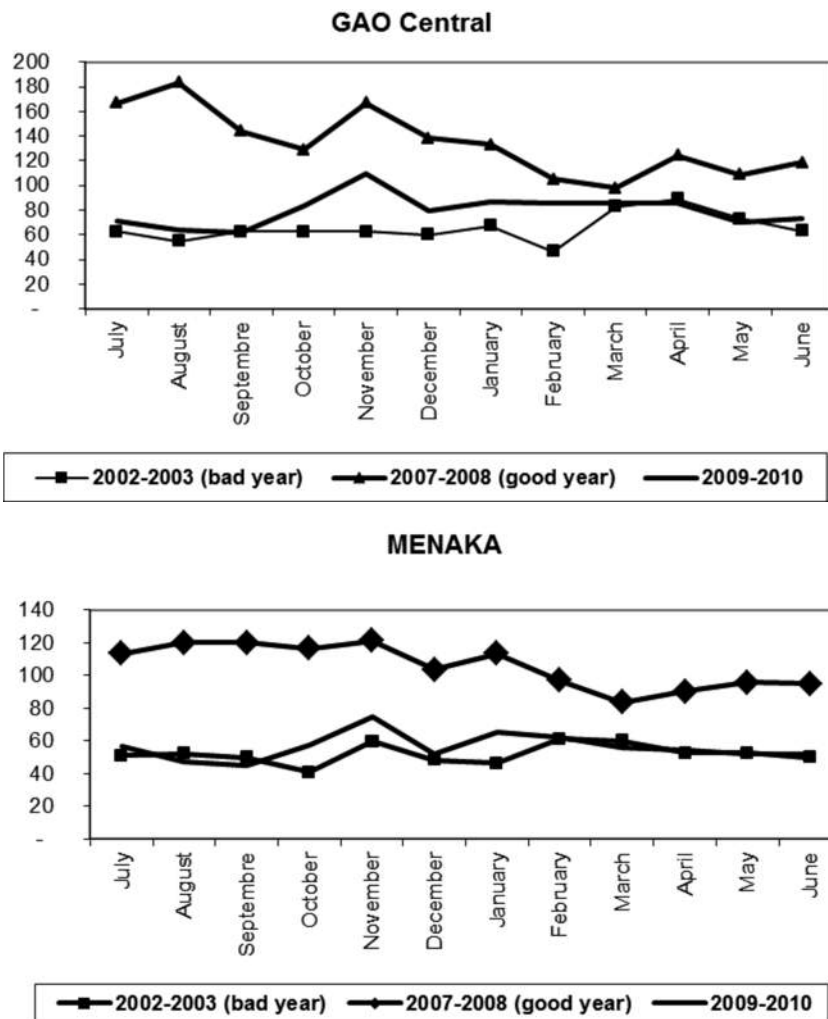 GAO Central
200
180
160
140
120
100
80
60
40
20
-
July
August
Septembre
October
November
December
January
February
March
April
May
June
2002-2003 (bad year) 2007-2008 (good year) 2009-2010
MENAKA
140
120
100
80
60
40
20
-
July
August
Septembre
October
November
December
January
February
March
April
May
June
2002-2003 (bad year) 2007-2008 (good year) 2009-2010